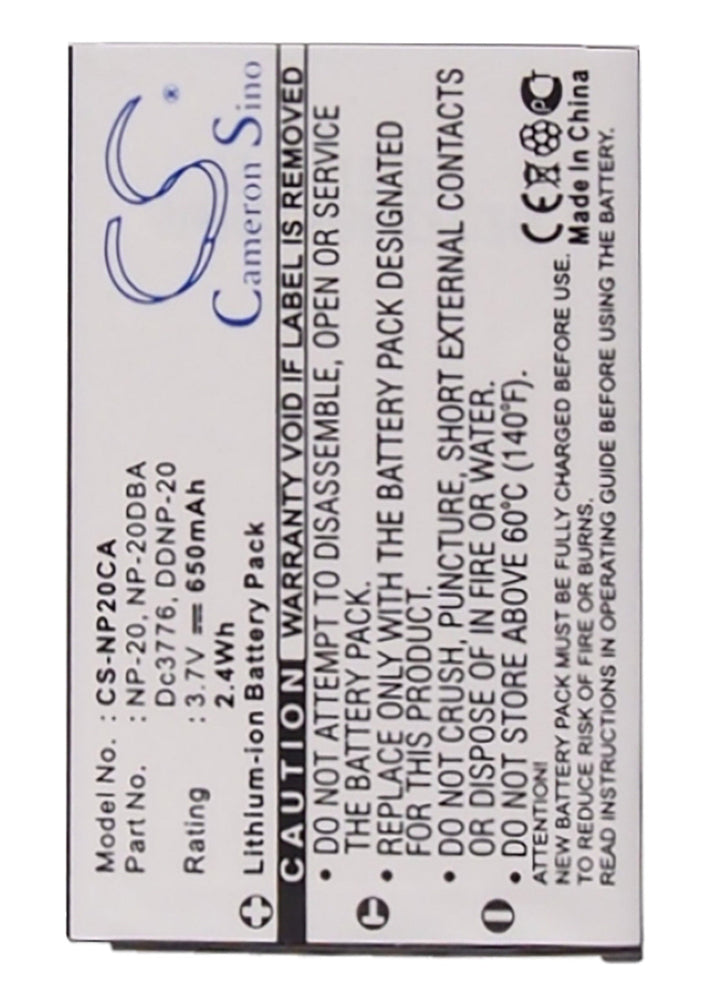 Model No. : CS-NP20CA
Part No. : NP-20, NP-20DBA
Dc3776, DDNP-20
Rating : 3.7V 650mAh
2.4Wh
Lithium-ion Battery Pack
CS®
Cameron Sino
CAUTION WARRANTY VOID IF LABEL IS REMOVED
• DO NOT ATTEMPT TO DISASSEMBLE, OPEN OR SERVICE
THE BATTERY PACK.
• REPLACE ONLY WITH THE BATTERY PACK DESIGNATED
FOR THIS PRODUCT.
• DO NOT CRUSH, PUNCTURE, SHORT EXTERNAL CONTACTS
OR DISPOSE OF IN FIRE OR WATER.
• DO NOT STORE ABOVE 60°C (140°F).
ATTENTION!
NEW BATTERY PACK MUST BE FULLY CHARGED BEFORE USE.
TO REDUCE RISK OF FIRE OR BURNS,
READ INSTRUCTIONS IN OPERATING GUIDE BEFORE USING THE BATTERY.
CE PCT
Made In China
C